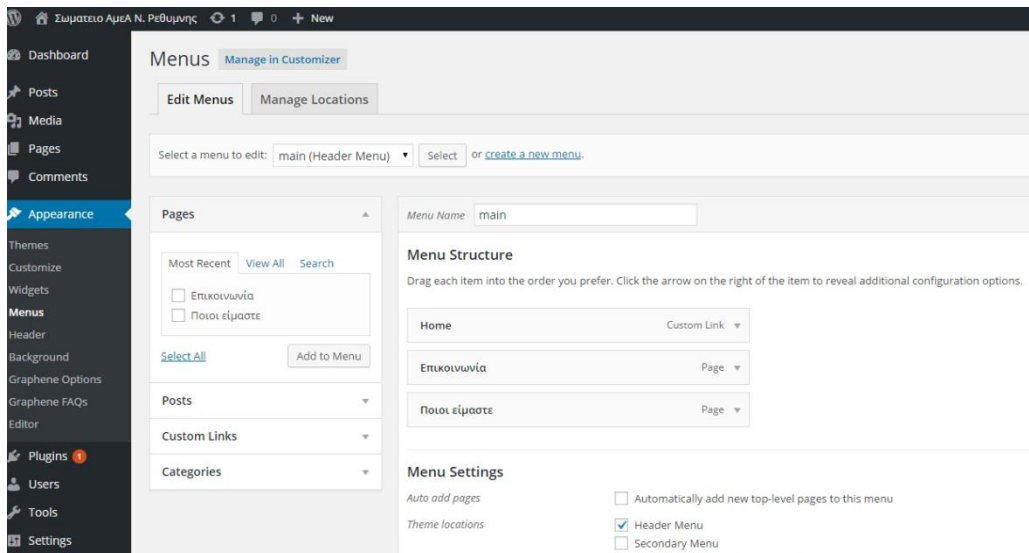 Σωματειο ΑμεΑ Ν. Ρεθυμνης 1 0 + New
Dashboard
Posts
Media
Pages
Comments
Appearance
Themes
Customize
Widgets
Menus
Header
Background
Graphene Options
Graphene FAQs
Editor
Plugins 1
Users
Tools
Settings
Menus Manage in Customizer
Edit Menus Manage Locations
Select a menu to edit: main (Header Menu) Select or create a new menu.
Pages
Most Recent View All Search
Επικοινωνία
Ποιοι είμαστε
Select All Add to Menu
Posts
Custom Links
Categories
Menu Name main
Menu Structure
Drag each item into the order you prefer. Click the arrow on the right of the item to reveal additional configuration options.
Home Custom Link
Επικοινωνία Page
Ποιοι είμαστε Page
Menu Settings
Auto add pages Automatically add new top-level pages to this menu
Theme locations Header Menu
Secondary Menu